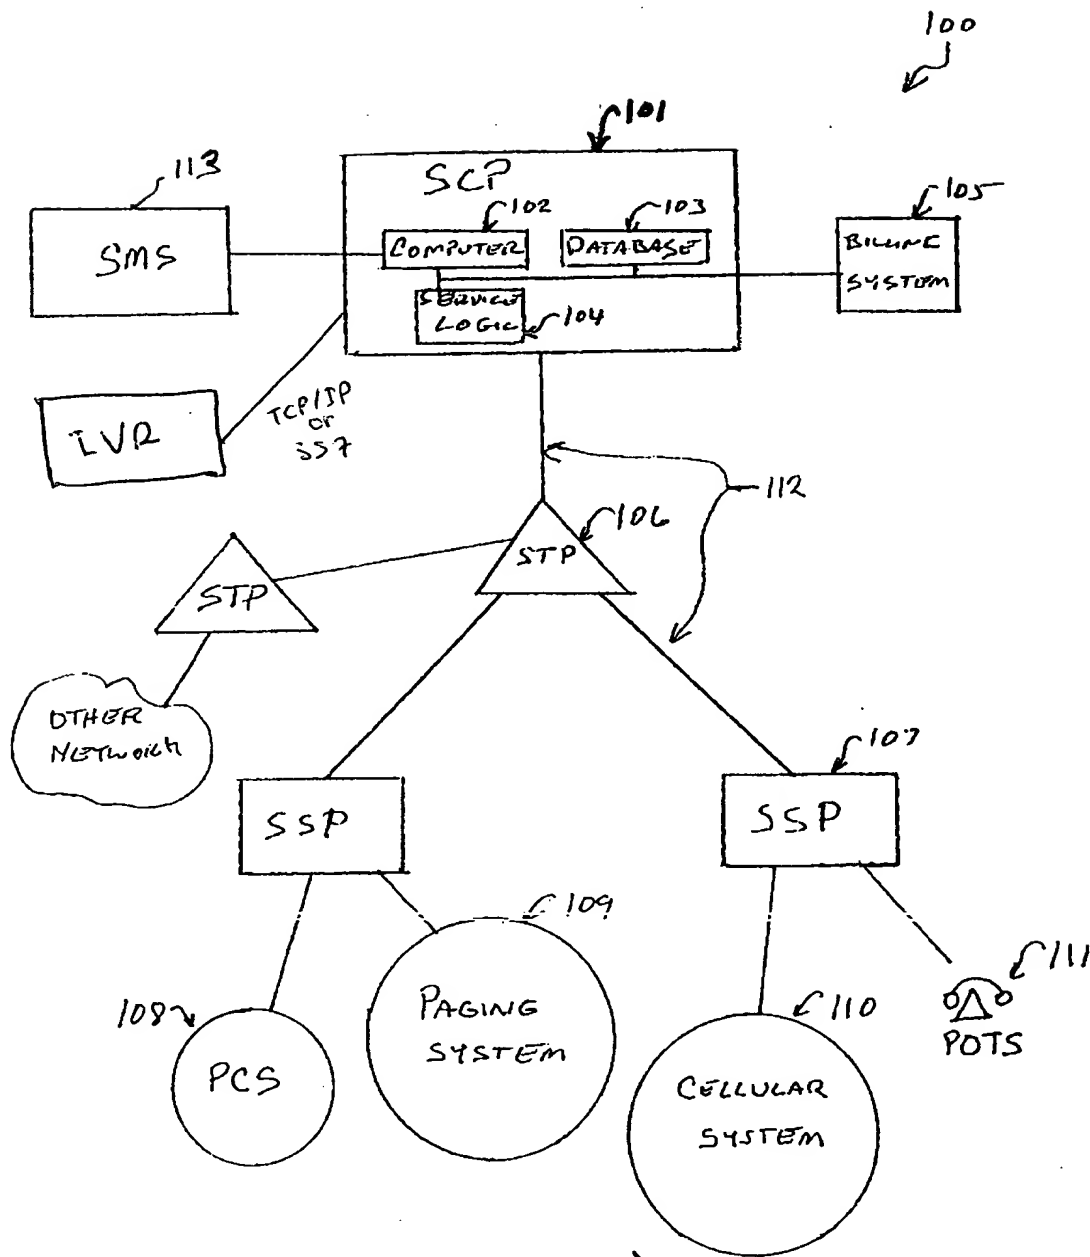 100
101
113
SCP
102
103
105
SMS
COMPUTER
DATABASE
BILLING
SYSTEM
SERVICE
LOGIC
104
IVR
TCP/IP
or
SS7
112
106
STP
STP
OTHER
NETWORK
107
SSP
SSP
109
108
PAGING
SYSTEM
110
111
PCS
POTS
CELLULAR
SYSTEM